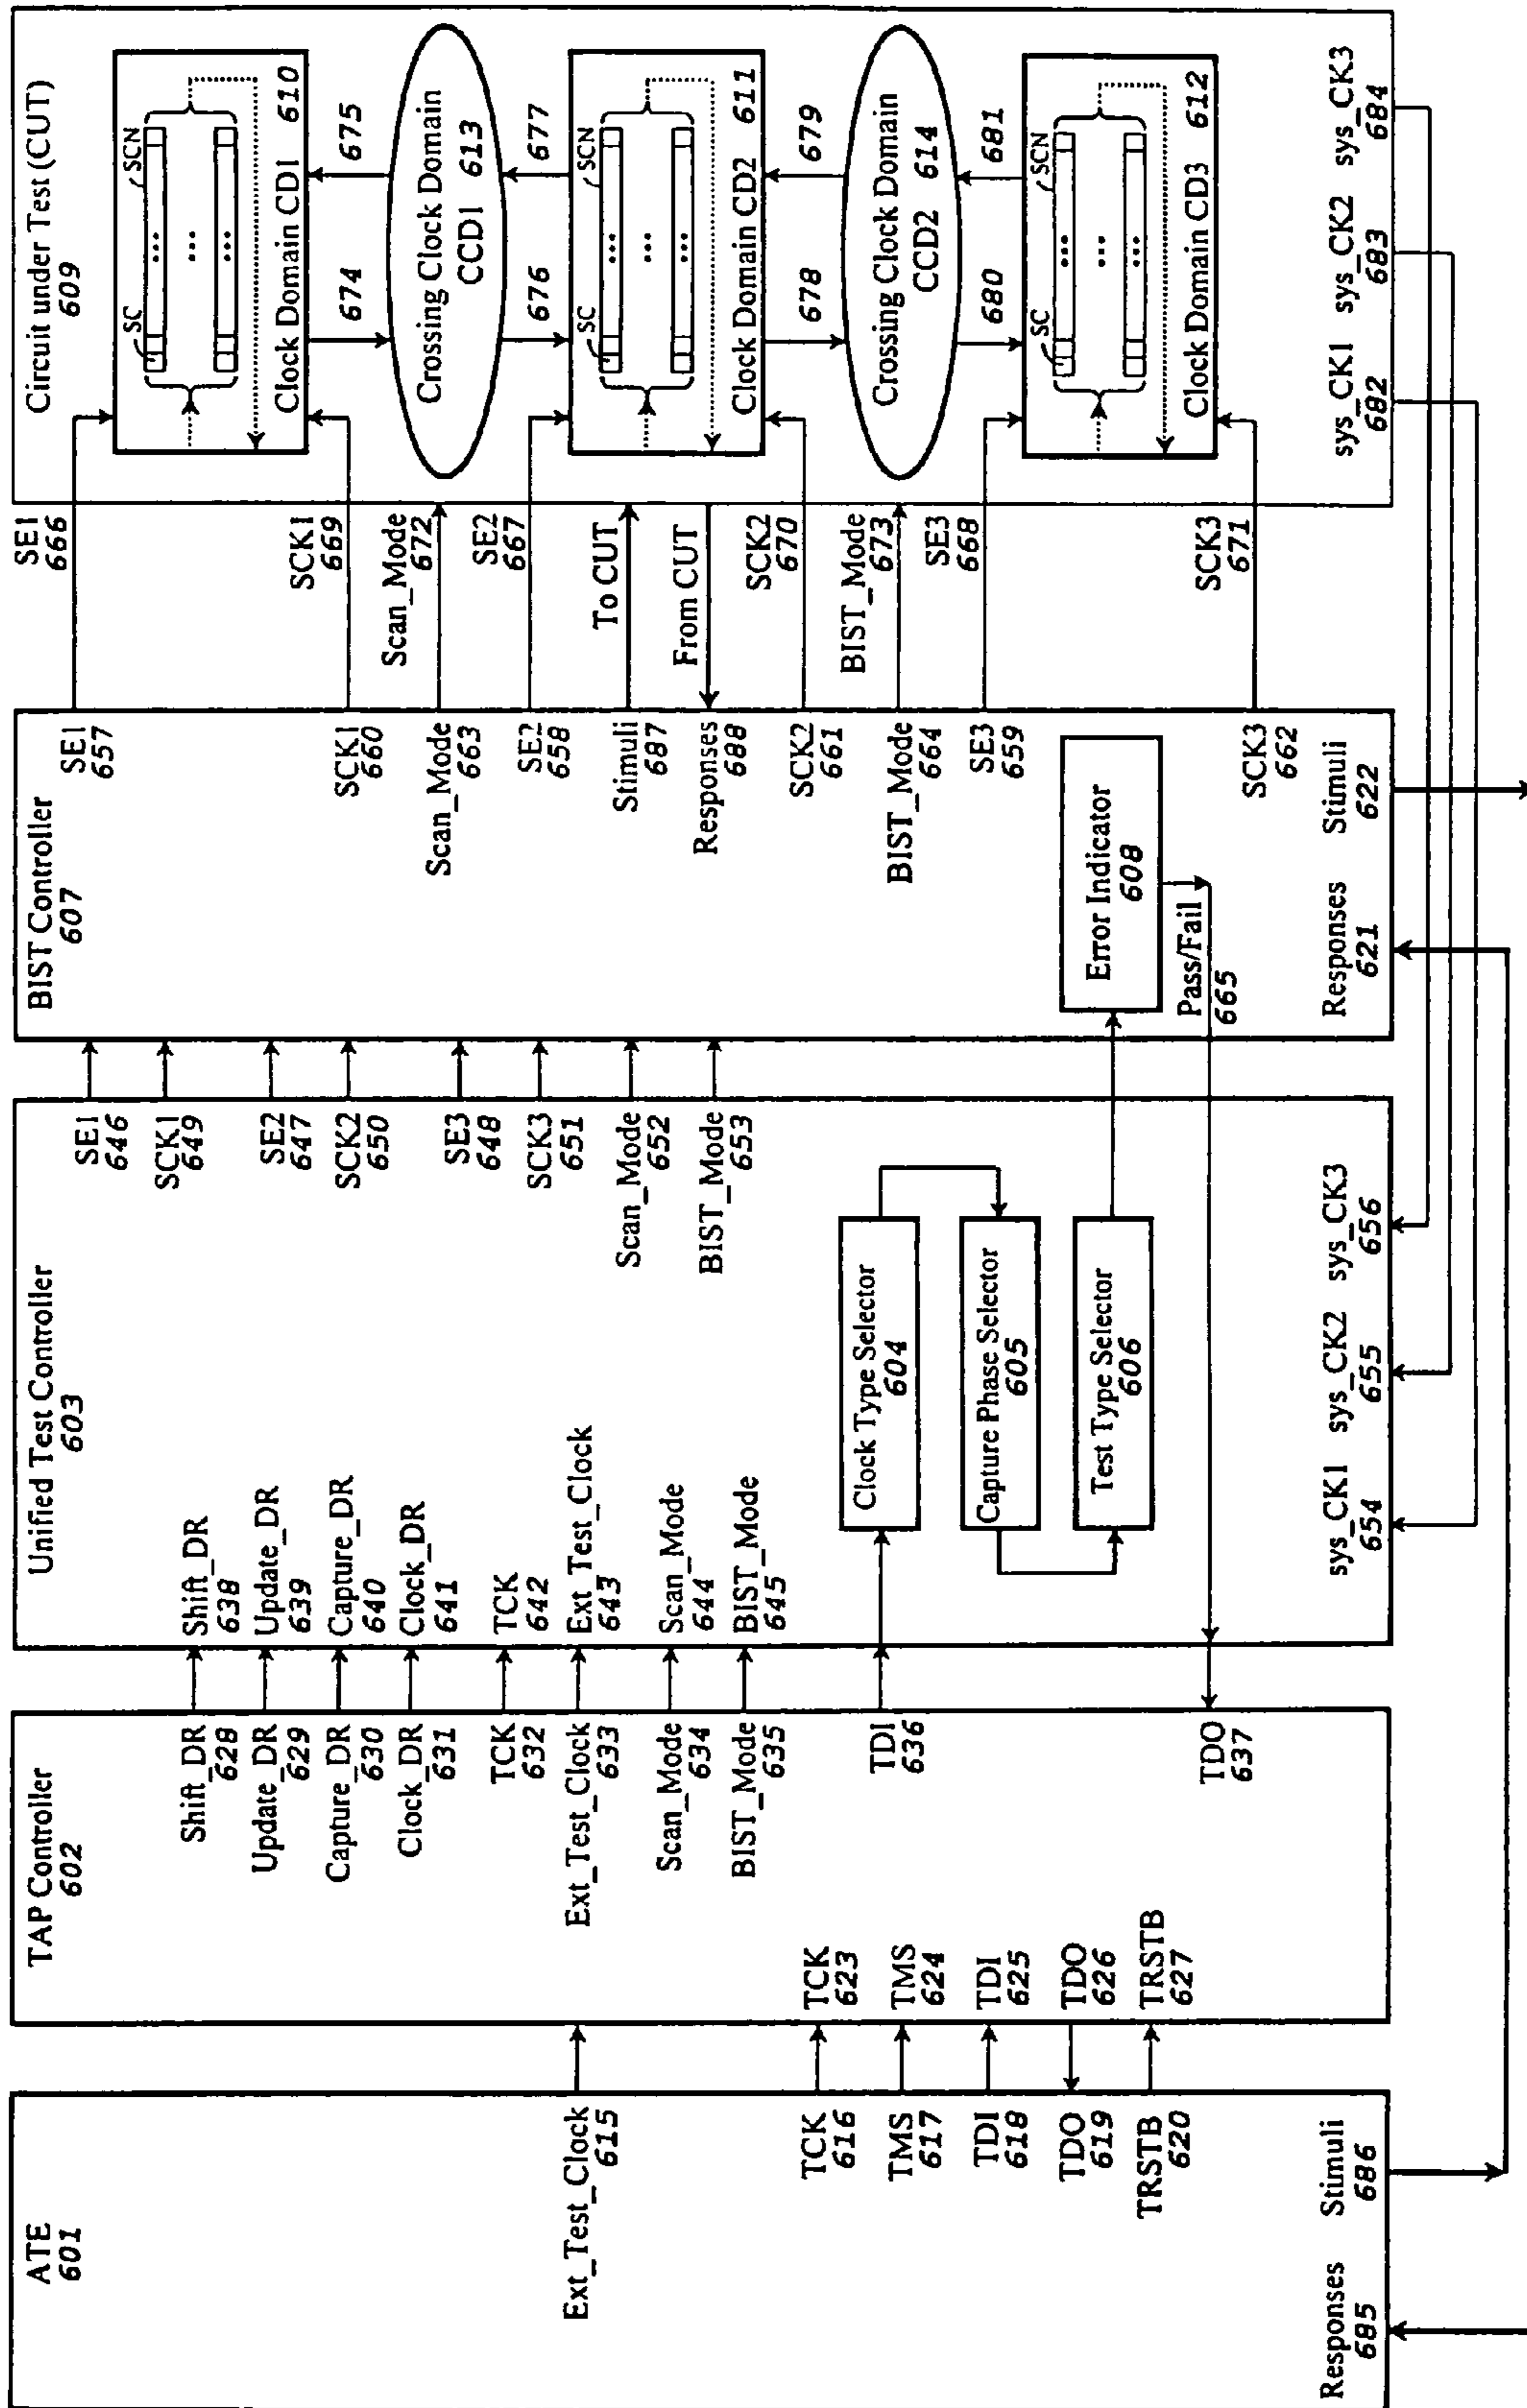 ATE
601
Ext_Test_Clock
615
TCK
616
TMS
617
TDI
618
TDO
619
TRSTB
620
Responses
685
Stimuli
686
TAP Controller
602
Shift_DR
628
Update_DR
629
Capture_DR
630
Clock_DR
631
TCK
632
Ext_Test_Clock
633
Scan_Mode
634
BIST_Mode
635
TDI
636
TDO
637
TCK
623
TMS
624
TDI
625
TDO
626
TRSTB
627
Unified Test Controller
603
Shift_DR
638
Update_DR
639
Capture_DR
640
Clock_DR
641
TCK
642
Ext_Test_Clock
643
Scan_Mode
644
BIST_Mode
645
SE1
646
SCK1
649
SE2
647
SCK2
650
SE3
648
SCK3
651
Scan_Mode
652
BIST_Mode
653
Clock Type Selector
604
Capture Phase Selector
605
Test Type Selector
606
sys_CK1
654
sys_CK2
655
sys_CK3
656
BIST Controller
607
SE1
657
SCK1
660
Scan_Mode
663
SE2
658
Stimuli
687
Responses
688
SCK2
661
BIST_Mode
664
SE3
659
SCK3
662
Error Indicator
608
Pass/Fail
665
Responses
621
Stimuli
622
SE1
666
SCK1
669
Scan_Mode
672
SE2
667
To CUT
From CUT
SCK2
670
BIST_Mode
673
SE3
668
SCK3
671
Circuit under Test (CUT)
609
SC
SCN
...
...
...
Clock Domain CD1 610
674
675
Crossing Clock Domain
CCD1 613
676
677
SC
SCN
...
...
...
Clock Domain CD2 611
678
679
Crossing Clock Domain
CCD2 614
680
681
SC
SCN
...
...
...
Clock Domain CD3 612
sys_CK1
682
sys_CK2
683
sys_CK3
684